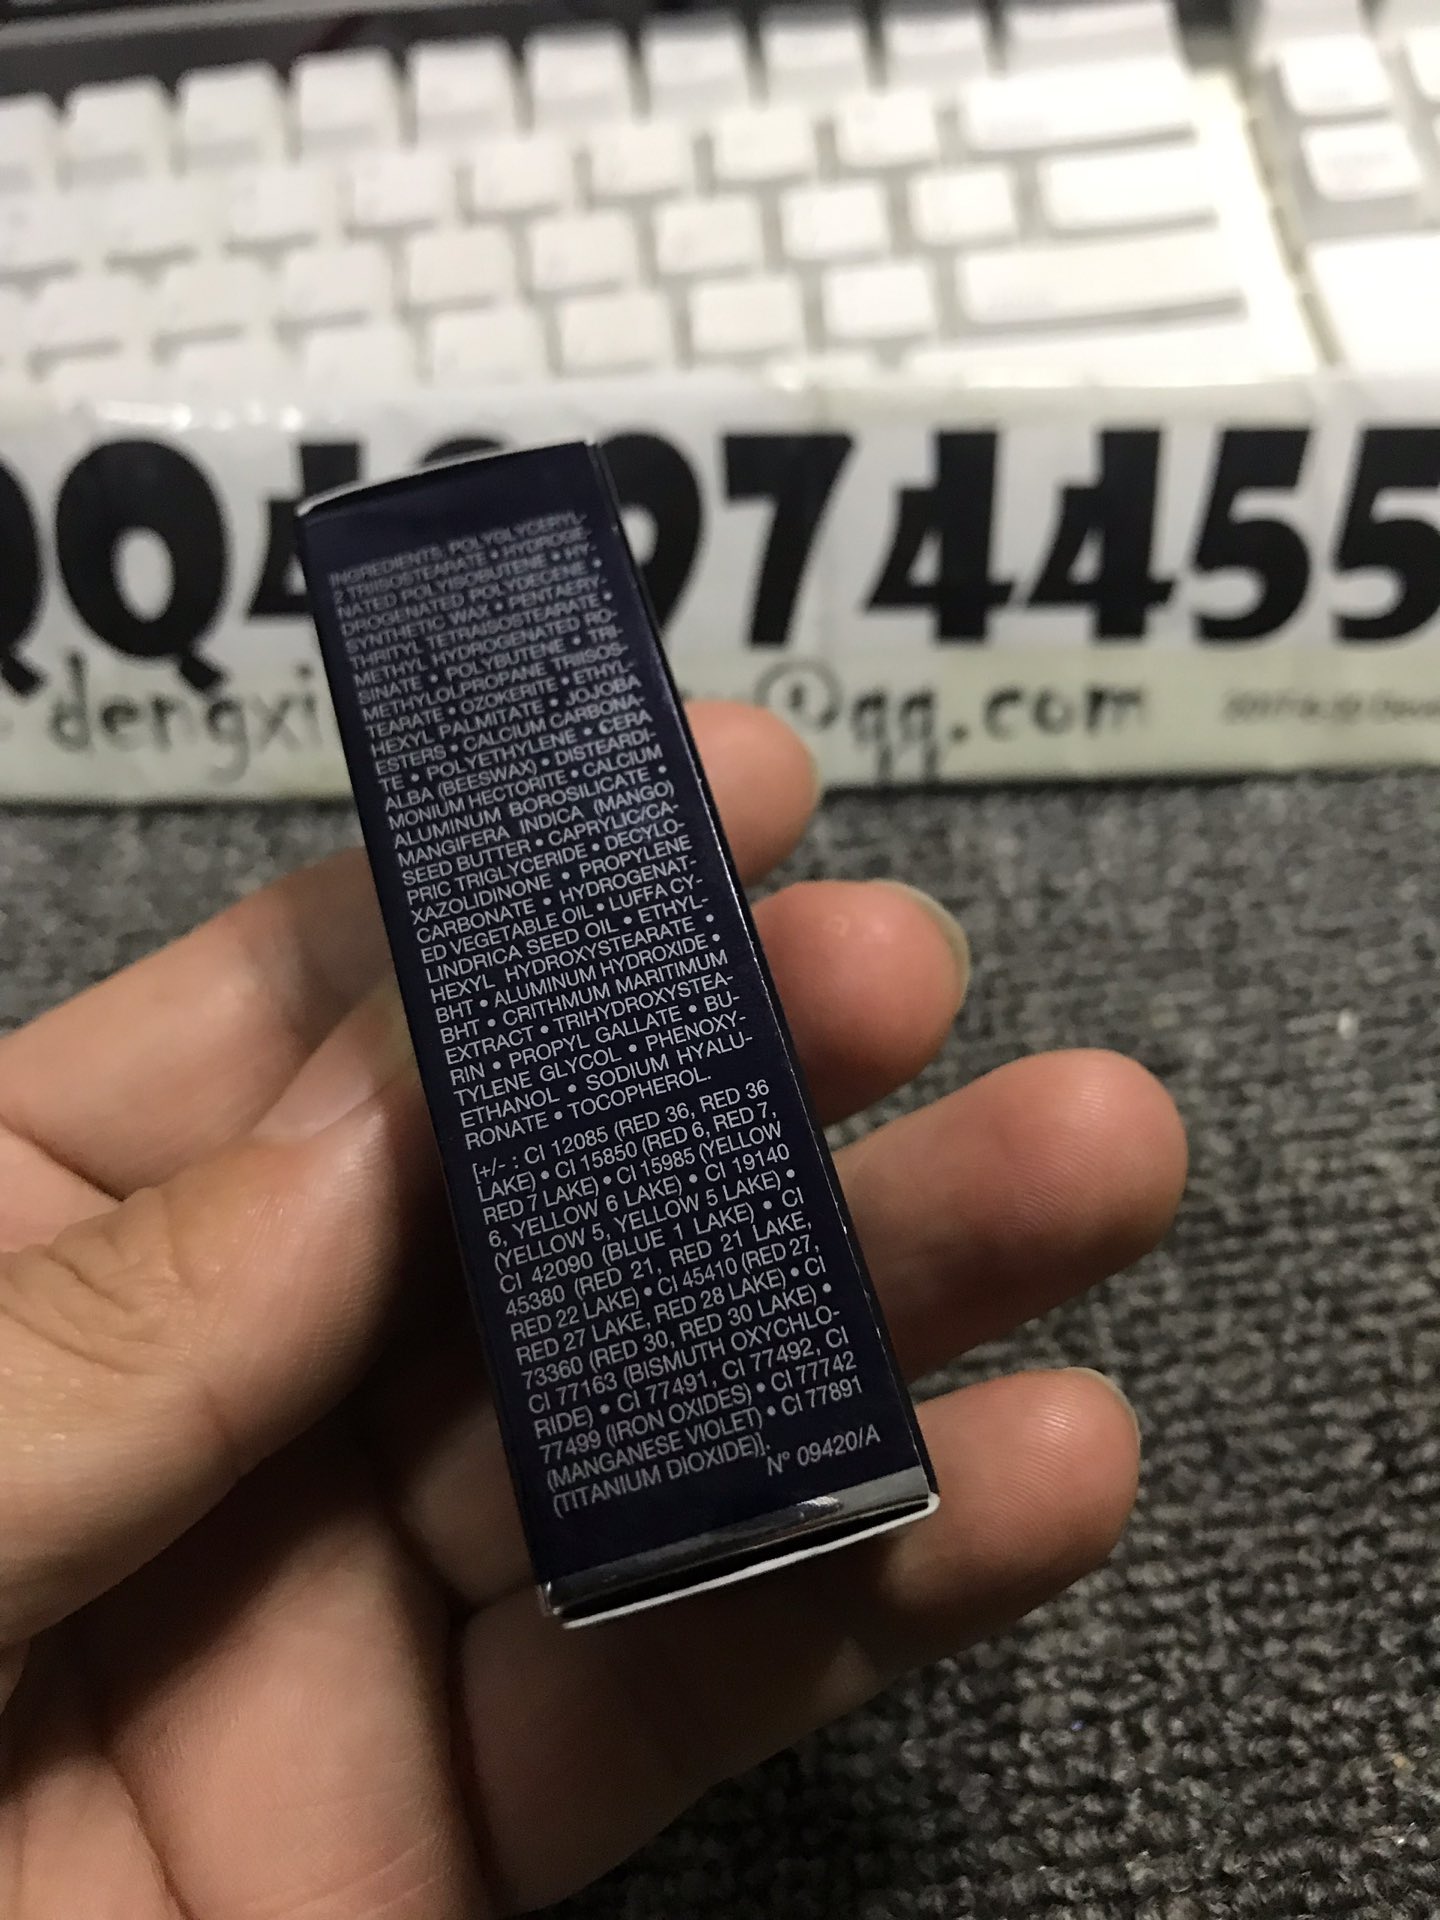 QQ4 974455
dengxi qq.com
INGREDIENTS: POLYGLYCERYL-
2 TRIISOSTEARATE • HYDROGE-
NATED POLYISOBUTENE • HY-
DROGENATED POLYDECENE •
SYNTHETIC WAX • PENTAERY-
THRITYL TETRAISOSTEARATE •
METHYL HYDROGENATED RO-
SINATE • POLYBUTENE • TRI-
METHYLOLPROPANE TRIISOS-
TEARATE • OZOKERITE • ETHYL-
HEXYL PALMITATE • JOJOBA
ESTERS • CALCIUM CARBONA-
TE • POLYETHYLENE • CERA
ALBA (BEESWAX) • DISTEARDI-
MONIUM HECTORITE • CALCIUM
ALUMINUM BOROSILICATE •
MANGIFERA INDICA (MANGO)
SEED BUTTER • CAPRYLIC/CA-
PRIC TRIGLYCERIDE • DECYLO-
XAZOLIDINONE • PROPYLENE
CARBONATE • HYDROGENAT-
ED VEGETABLE OIL • LUFFA CY-
LINDRICA SEED OIL • ETHYL-
HEXYL HYDROXYSTEARATE •
BHT • ALUMINUM HYDROXIDE •
BHT • CRITHMUM MARITIMUM
EXTRACT • TRIHYDROXYSTEA-
RIN • PROPYL GALLATE • BU-
TYLENE GLYCOL • PHENOXY-
ETHANOL • SODIUM HYALU-
RONATE • TOCOPHEROL.
[+/- : CI 12085 (RED 36, RED 36
LAKE) • CI 15850 (RED 6, RED 7,
RED 7 LAKE) • CI 15985 (YELLOW
6, YELLOW 6 LAKE) • CI 19140
(YELLOW 5, YELLOW 5 LAKE) •
CI 42090 (BLUE 1 LAKE) • CI
45380 (RED 21, RED 21 LAKE,
RED 22 LAKE) • CI 45410 (RED 27,
RED 27 LAKE, RED 28 LAKE) • CI
73360 (RED 30, RED 30 LAKE) •
CI 77163 (BISMUTH OXYCHLO-
RIDE) • CI 77491, CI 77492, CI
77499 (IRON OXIDES) • CI 77742
(MANGANESE VIOLET) • CI 77891
(TITANIUM DIOXIDE)].
N° 09420/A